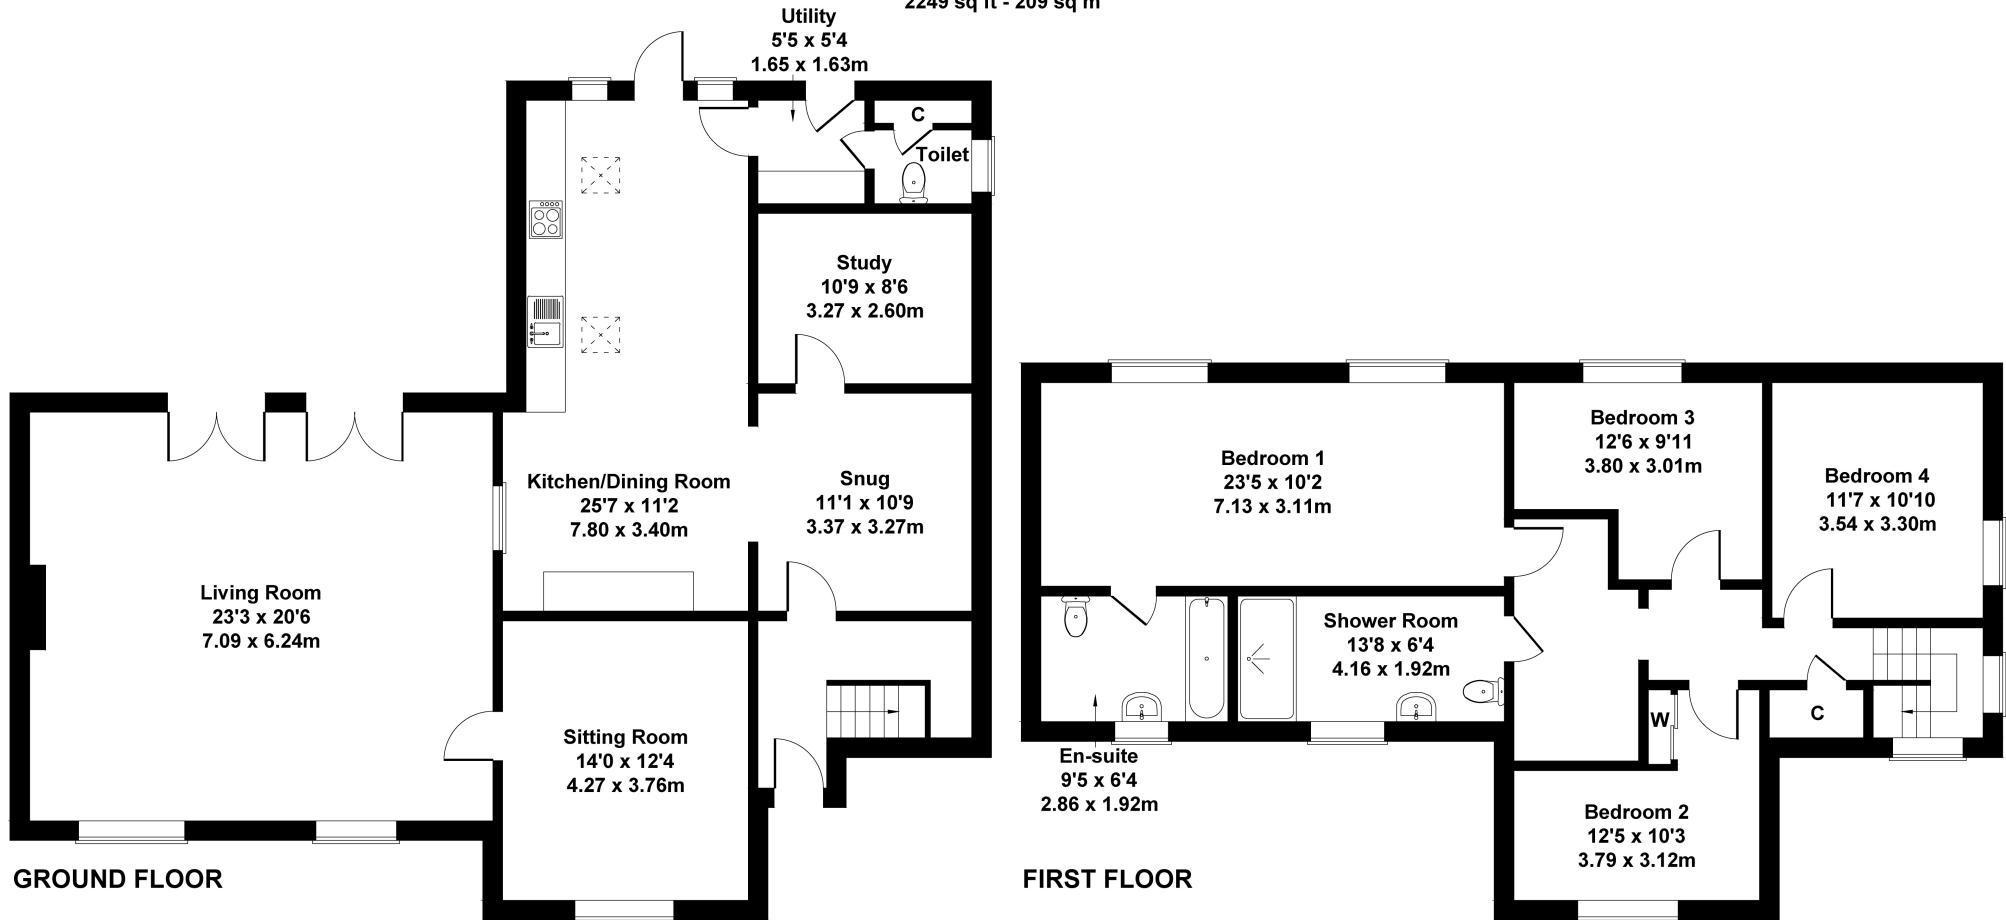 2249 sq ft - 209 sq m
Utility
5'5 x 5'4
1.65 x 1.63m
C
Toilet
Study
10'9 x 8'6
3.27 x 2.60m
Kitchen/Dining Room
25'7 x 11'2
7.80 x 3.40m
Snug
11'1 x 10'9
3.37 x 3.27m
Living Room
23'3 x 20'6
7.09 x 6.24m
Sitting Room
14'0 x 12'4
4.27 x 3.76m
GROUND FLOOR
Bedroom 1
23'5 x 10'2
7.13 x 3.11m
Bedroom 3
12'6 x 9'11
3.80 x 3.01m
Bedroom 4
11'7 x 10'10
3.54 x 3.30m
Shower Room
13'8 x 6'4
4.16 x 1.92m
W
C
En-suite
9'5 x 6'4
2.86 x 1.92m
Bedroom 2
12'5 x 10'3
3.79 x 3.12m
FIRST FLOOR